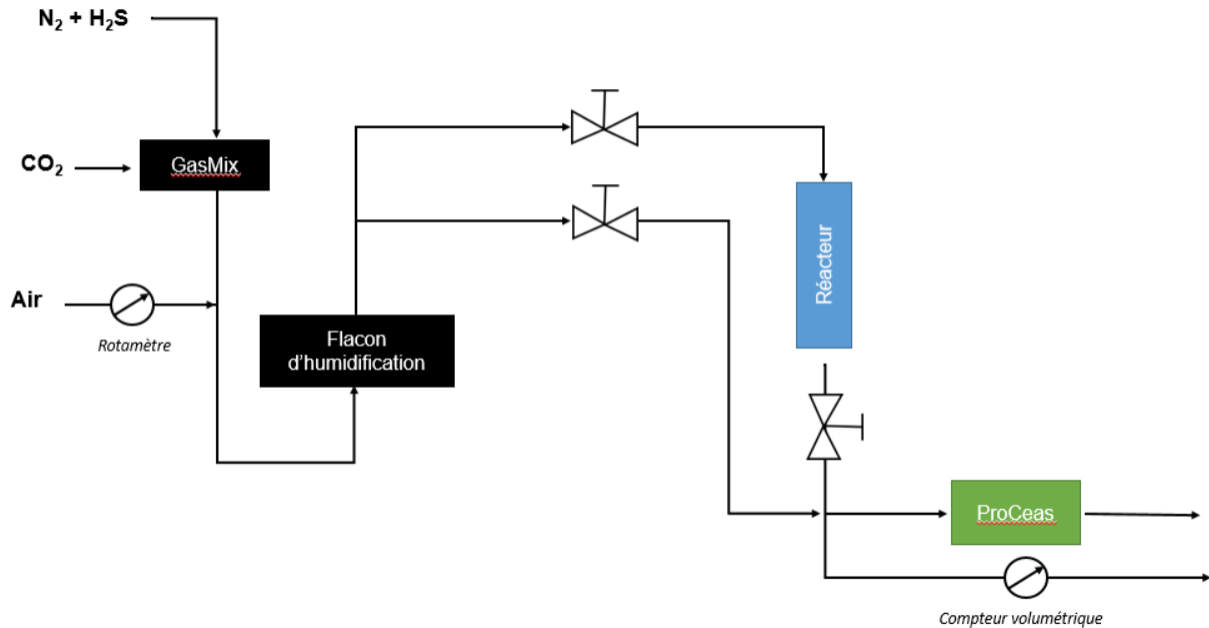 N₂ + H₂S
CO₂
GasMix
Air
Rotamètre
Flacon
d'humidification
Réacteur
ProCeas
Compteur volumétrique